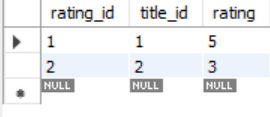 rating_id title_id rating
1 1 5
2 2 3
NULL NULL NULL